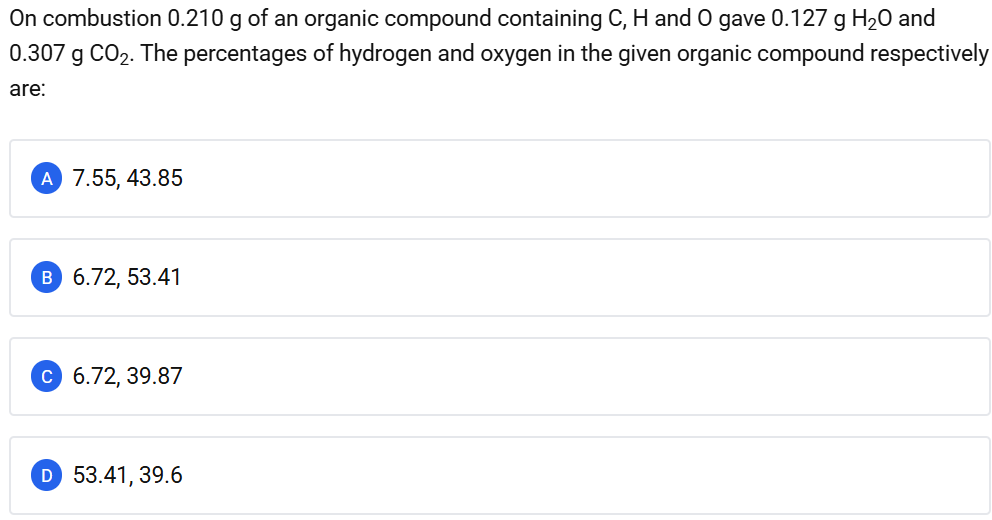 On combustion 0.210 g of an organic compound containing C, H and O gave 0.127 g H₂O and
0.307 g CO₂. The percentages of hydrogen and oxygen in the given organic compound respectively
are:
A 7.55, 43.85
B 6.72, 53.41
C 6.72, 39.87
D 53.41, 39.6